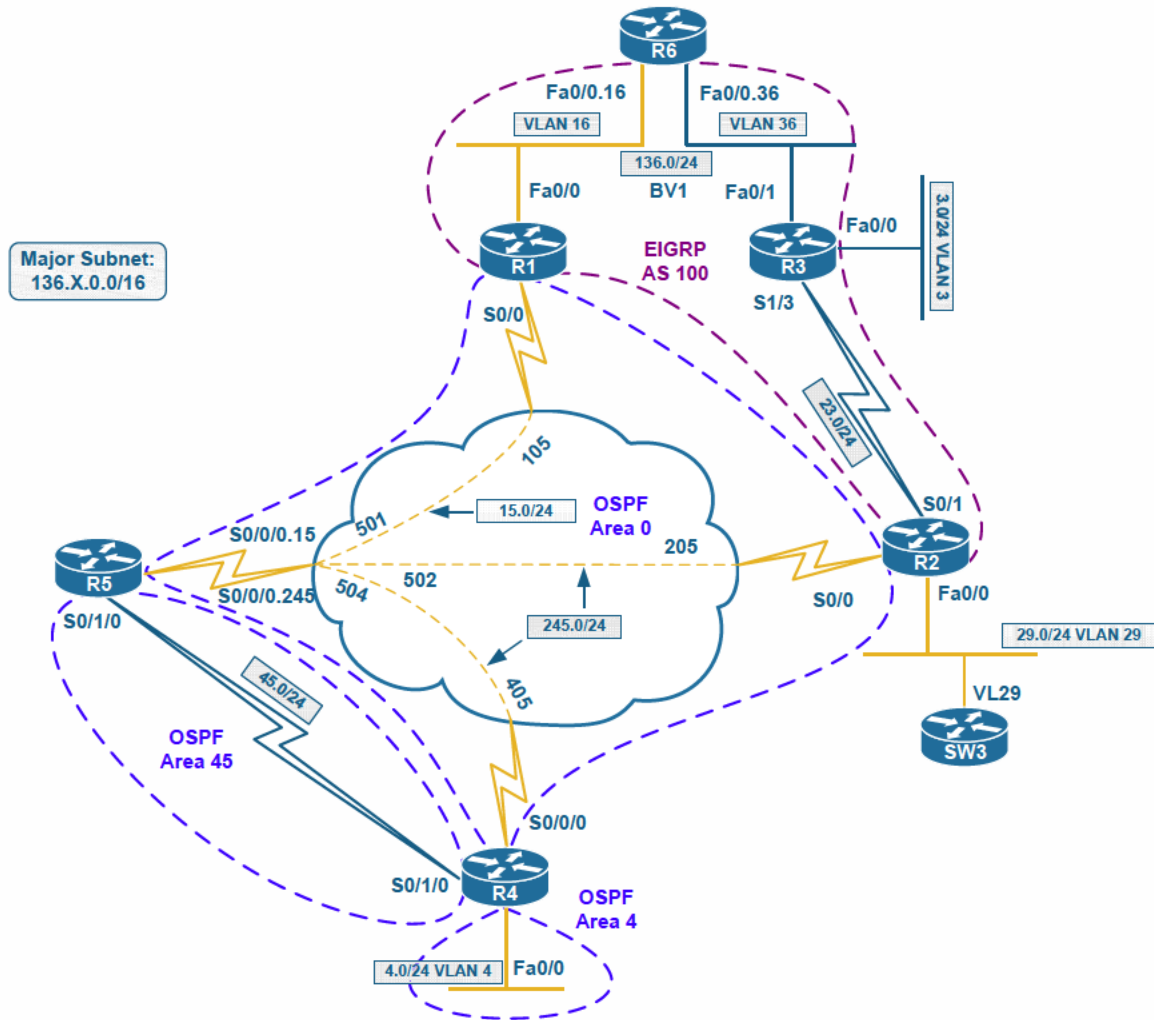 R6
Fa0/0.16
Fa0/0.36
VLAN 16
VLAN 36
136.0/24
BV1
Fa0/0
Fa0/1
Fa0/0
3.0/24 VLAN 3
Major Subnet:
136.X.0.0/16
R1
EIGRP
AS 100
R3
S0/0
S1/3
23.0/24
105
15.0/24
OSPF
Area 0
501
S0/0/0.15
205
S0/1
R5
502
R2
504
S0/0/0.245
S0/0
Fa0/0
S0/1/0
245.0/24
29.0/24 VLAN 29
45.0/24
405
VL29
OSPF
Area 45
SW3
S0/0/0
S0/1/0
R4
OSPF
Area 4
4.0/24 VLAN 4
Fa0/0